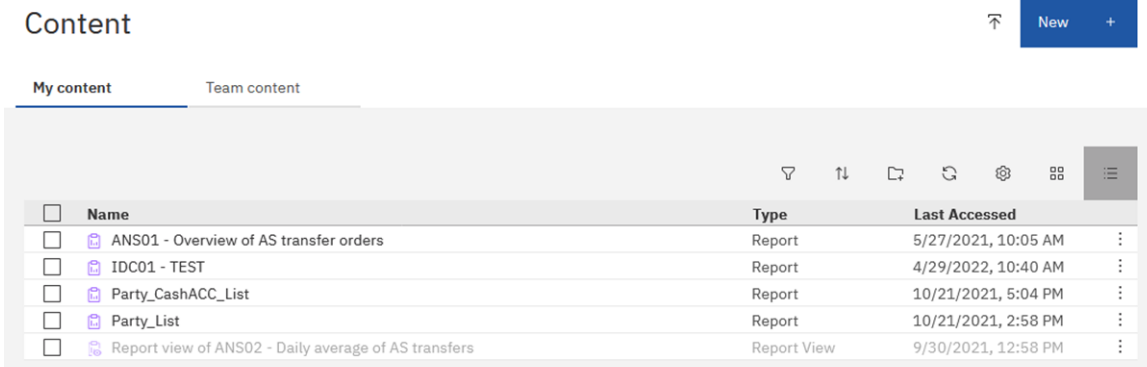 Content
New +
My content Team content
Name Type Last Accessed
ANS01 - Overview of AS transfer orders Report 5/27/2021, 10:05 AM
IDC01 - TEST Report 4/29/2022, 10:40 AM
Party_CashACC_List Report 10/21/2021, 5:04 PM
Party_List Report 10/21/2021, 2:58 PM
Report view of ANS02 - Daily average of AS transfers Report View 9/30/2021, 12:58 PM